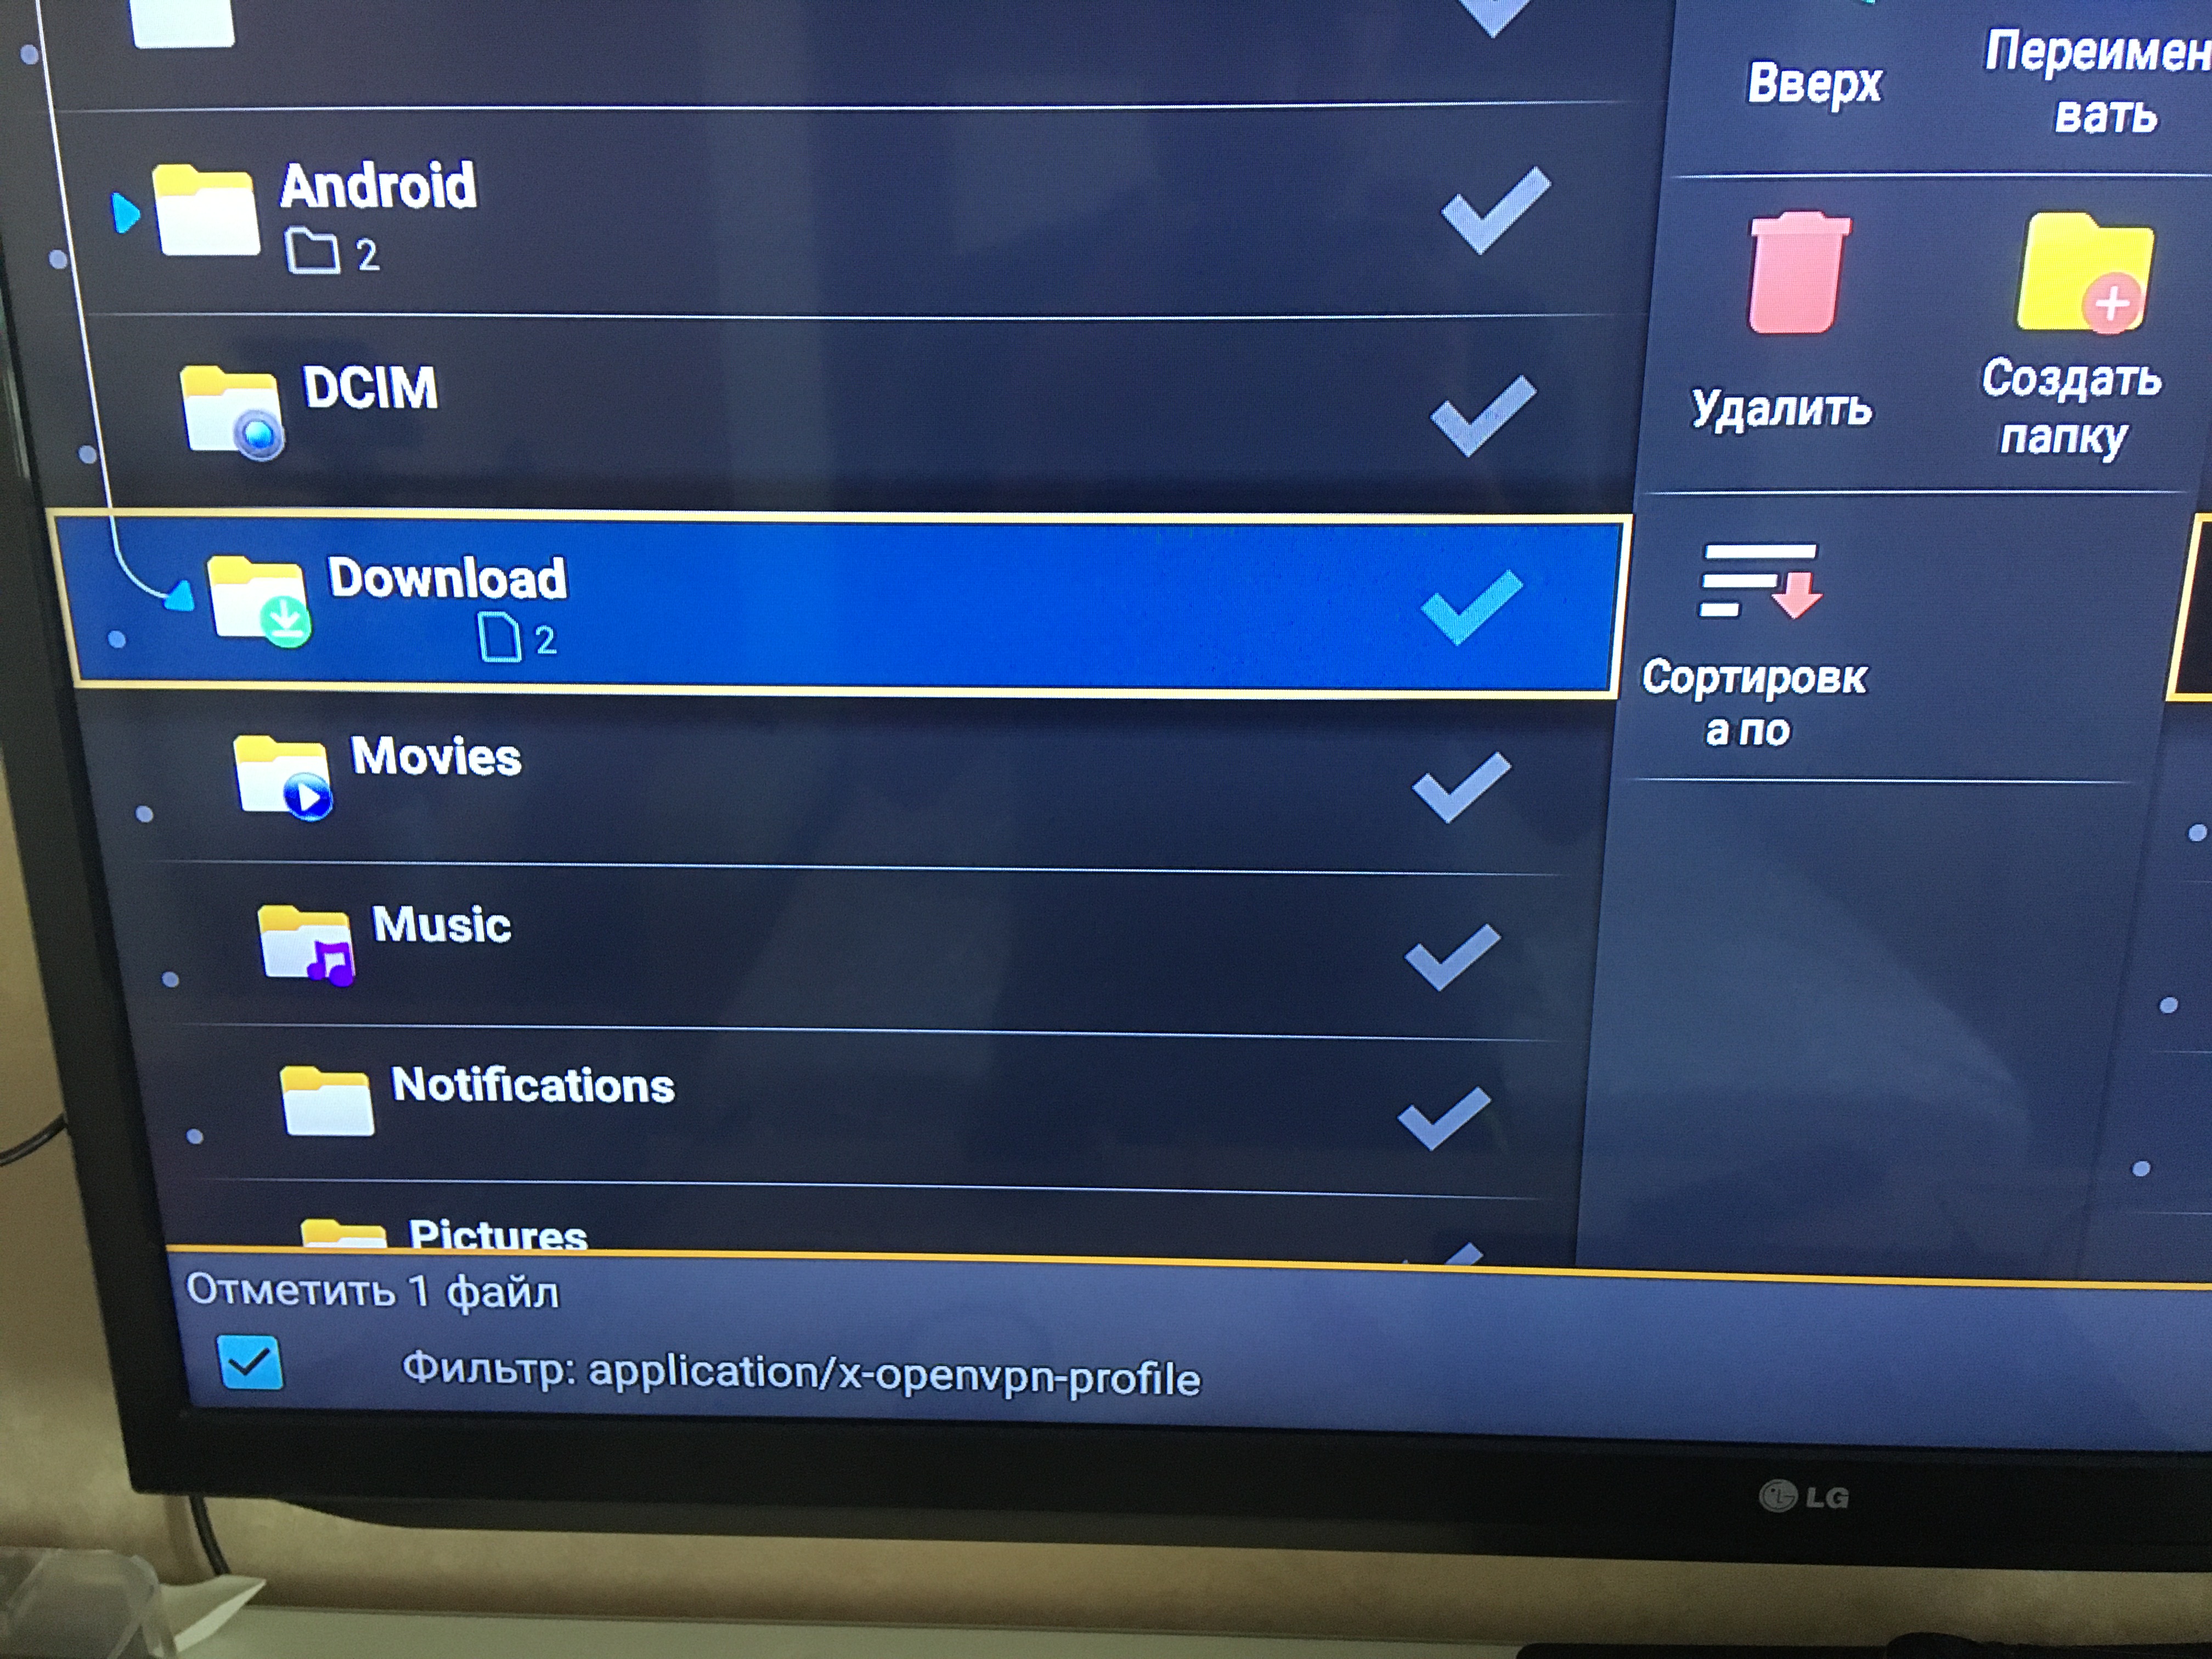 Android
2
DCIM
Download
2
Movies
Music
Notifications
Pictures
Вверх
Переимен
вать
Удалить
Создать
папку
Сортировк
а по
Отметить 1 файл
Фильтр: application/x-openvpn-profile
LG